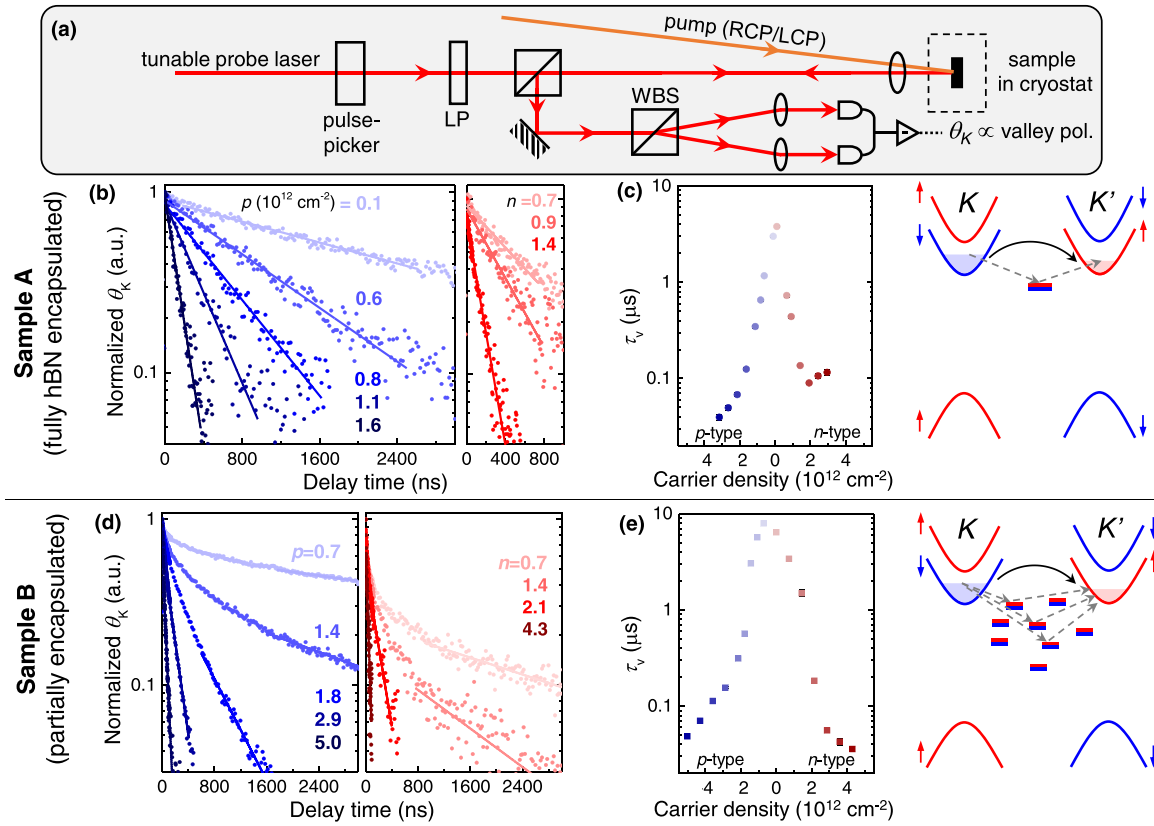 (a)
pump (RCP/LCP)
tunable probe laser
sample
in cryostat
pulse-
picker
LP
WBS
θK ∝ valley pol.
Sample A
(fully hBN encapsulated)
(b)
Normalized θK (a.u.)
1
0.1
p (10¹² cm⁻²) = 0.1
0.6
0.8
1.1
1.6
n =0.7
0.9
1.4
0 800 1600 2400
0 400 800
Delay time (ns)
(c)
τv (µs)
10
1
0.1
p-type
n-type
4 2 0 2 4
Carrier density (10¹² cm⁻²)
K
K'
Sample B
(partially encapsulated)
(d)
Normalized θK (a.u.)
1
0.1
p=0.7
1.4
1.8
2.9
5.0
n=0.7
1.4
2.1
4.3
0 800 1600 2400
0 800 1600 2400
Delay time (ns)
(e)
τv (µs)
10
1
0.1
p-type
n-type
4 2 0 2 4
Carrier density (10¹² cm⁻²)
K
K'